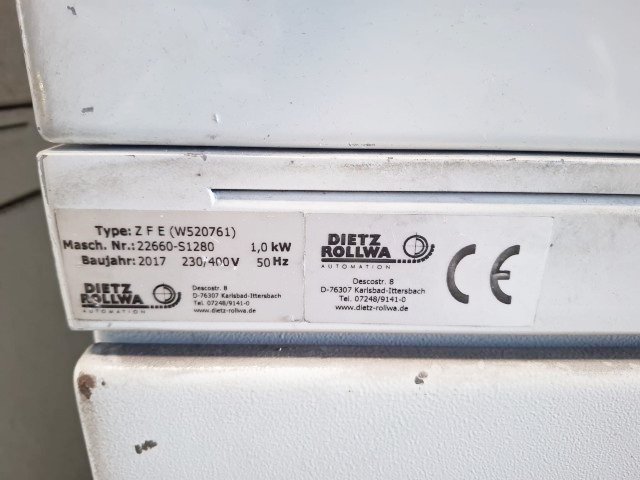 Type: Z F E (W520761)
Masch. Nr.: 22660-S1280 1,0 kW
Baujahr: 2017 230/400 V 50 Hz
DIETZ
ROLLWA
AUTOMATION
Descostr. 8
D-76307 Karlsbad-Ittersbach
Tel. 07248/9141-0
www.dietz-rollwa.de
DIETZ
ROLLWA
AUTOMATION
Descostr. 8
D-76307 Karlsbad-Ittersbach
Tel. 07248/9141-0
www.dietz-rollwa.de
CE